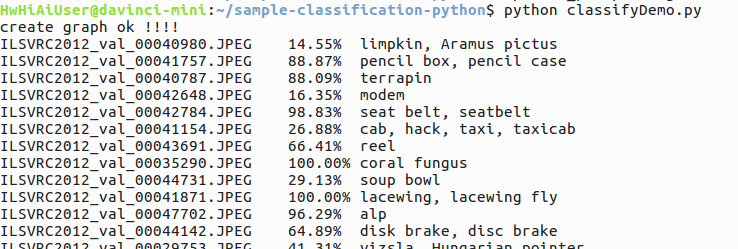 HwHiAiUser@davinci-mini:~/sample-classification-python$ python classifyDemo.py
create graph ok !!!!
ILSVRC2012_val_00040980.JPEG    14.55%  limpkin, Aramus pictus
ILSVRC2012_val_00041757.JPEG    88.87%  pencil box, pencil case
ILSVRC2012_val_00040787.JPEG    88.09%  terrapin
ILSVRC2012_val_00042648.JPEG    16.35%  modem
ILSVRC2012_val_00042784.JPEG    98.83%  seat belt, seatbelt
ILSVRC2012_val_00041154.JPEG    26.88%  cab, hack, taxi, taxicab
ILSVRC2012_val_00043691.JPEG    66.41%  reel
ILSVRC2012_val_00035290.JPEG    100.00% coral fungus
ILSVRC2012_val_00044731.JPEG    29.13%  soup bowl
ILSVRC2012_val_00041871.JPEG    100.00% lacewing, lacewing fly
ILSVRC2012_val_00047702.JPEG    96.29%  alp
ILSVRC2012_val_00044142.JPEG    64.89%  disk brake, disc brake
ILSVRC2012_val_00029753.JPEG    41.31%  vizsla, Hungarian pointer